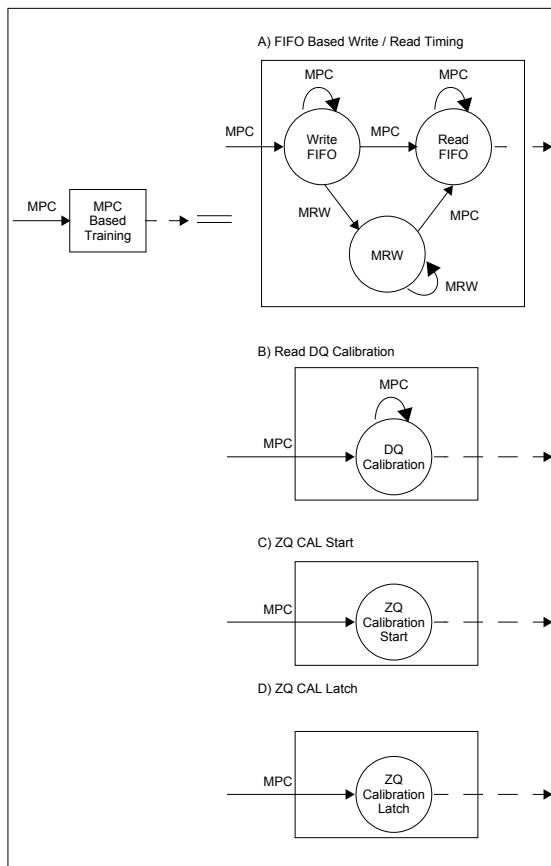 A) FIFO Based Write / Read Timing
MPC
MPC
MPC
Write
FIFO
MPC
Read
FIFO
MPC
MPC
Based
Training
MRW
MPC
MRW
MRW
B) Read DQ Calibration
MPC
MPC
DQ
Calibration
C) ZQ CAL Start
MPC
ZQ
Calibration
Start
D) ZQ CAL Latch
MPC
ZQ
Calibration
Latch